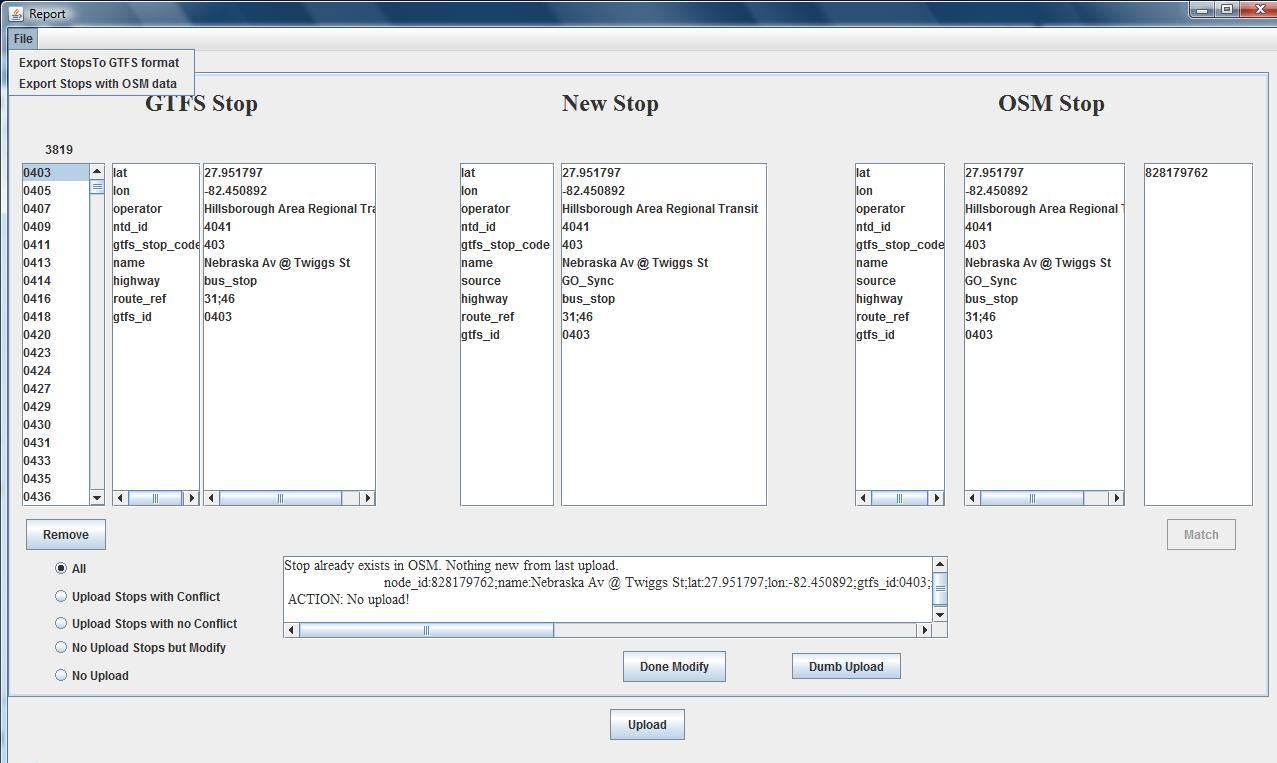 Report
File
Export StopsTo GTFS format
Export Stops with OSM data
GTFS Stop New Stop OSM Stop
3819
0403
0405
0407
0409
0411
0413
0414
0416
0418
0420
0423
0424
0427
0429
0430
0431
0433
0435
0436
lat 27.951797
lon -82.450892
operator Hillsborough Area Regional Tra
ntd_id 4041
gtfs_stop_code 403
name Nebraska Av @ Twiggs St
highway bus_stop
route_ref 31;46
gtfs_id 0403
lat 27.951797
lon -82.450892
operator Hillsborough Area Regional Transit
ntd_id 4041
gtfs_stop_code 403
name Nebraska Av @ Twiggs St
source GO_Sync
highway bus_stop
route_ref 31;46
gtfs_id 0403
lat 27.951797
lon -82.450892
operator Hillsborough Area Regional T
ntd_id 4041
gtfs_stop_code 403
name Nebraska Av @ Twiggs St
source GO_Sync
highway bus_stop
route_ref 31;46
gtfs_id 0403
828179762
Remove
Match
All
Upload Stops with Conflict
Upload Stops with no Conflict
No Upload Stops but Modify
No Upload
Stop already exists in OSM. Nothing new from last upload.
node_id:828179762;name:Nebraska Av @ Twiggs St;lat:27.951797;lon:-82.450892;gtfs_id:0403;
ACTION: No upload!
Done Modify
Dumb Upload
Upload